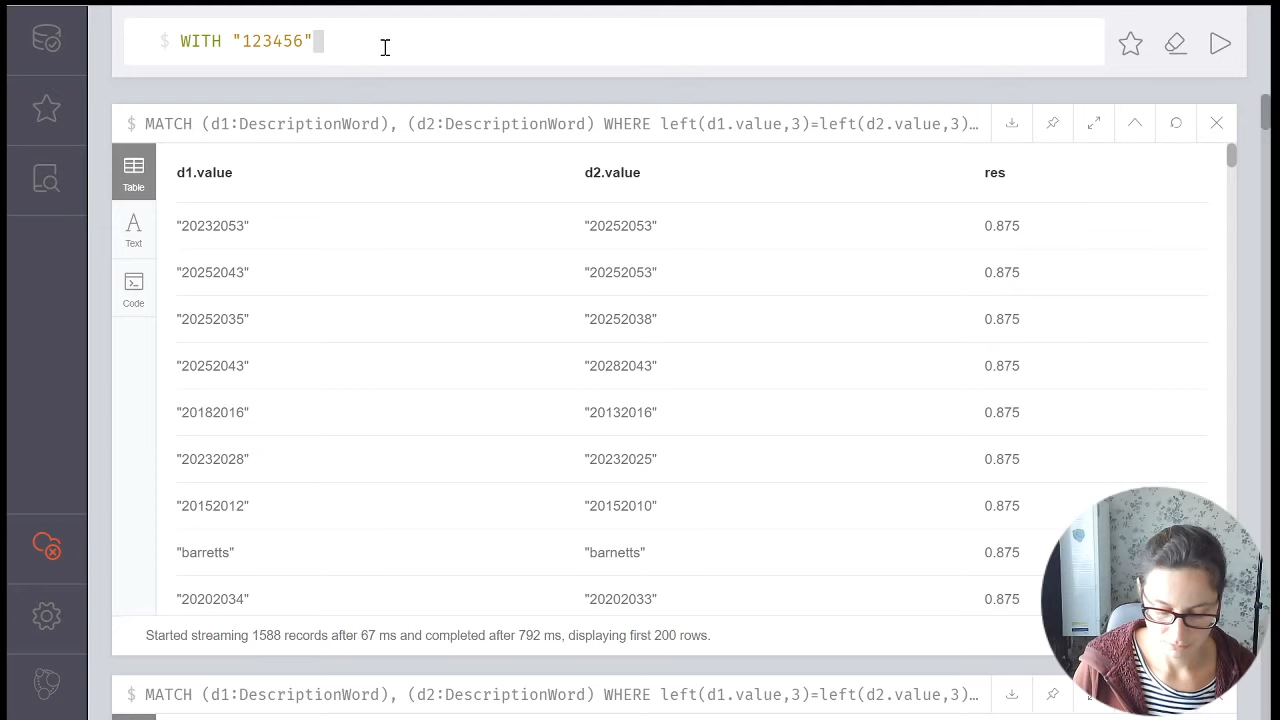 $ WITH "123456"
$ MATCH (d1:DescriptionWord), (d2:DescriptionWord) WHERE left(d1.value,3)=left(d2.value,3)…
Table
Text
Code
d1.value d2.value res
"20232053" "20252053" 0.875
"20252043" "20252053" 0.875
"20252035" "20252038" 0.875
"20252043" "20282043" 0.875
"20182016" "20132016" 0.875
"20232028" "20232025" 0.875
"20152012" "20152010" 0.875
"barretts" "barnetts" 0.875
"20202034" "20202033" 0.875
Started streaming 1588 records after 67 ms and completed after 792 ms, displaying first 200 rows.
$ MATCH (d1:DescriptionWord), (d2:DescriptionWord) WHERE left(d1.value,3)=left(d2.value,3)…